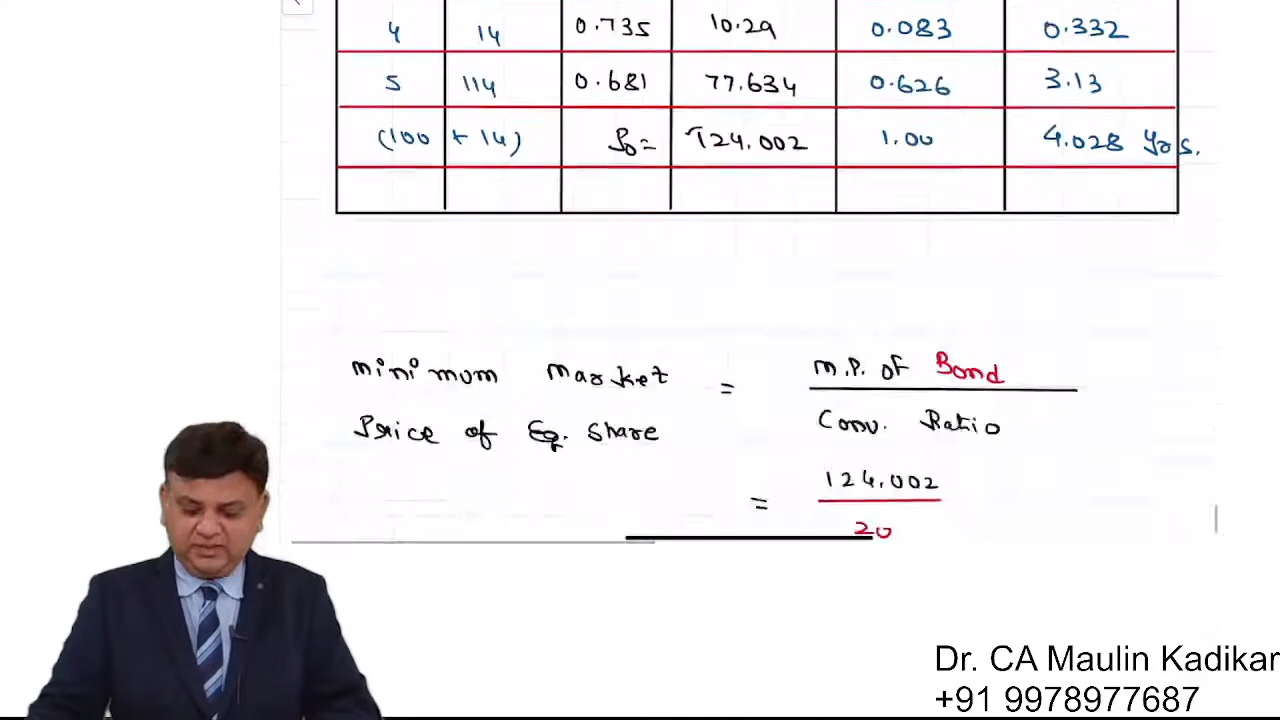 4 14 0.735 10.29 0.083 0.332
5 114 0.681 77.634 0.626 3.13
(100 + 14) P0= ₹124.002 1.00 4.028 Yrs.
Minimum Market = M.P. of Bond
Price of Eq. Share Conv. Ratio
= 124.002
20
Dr. CA Maulin Kadikar
+91 9978977687